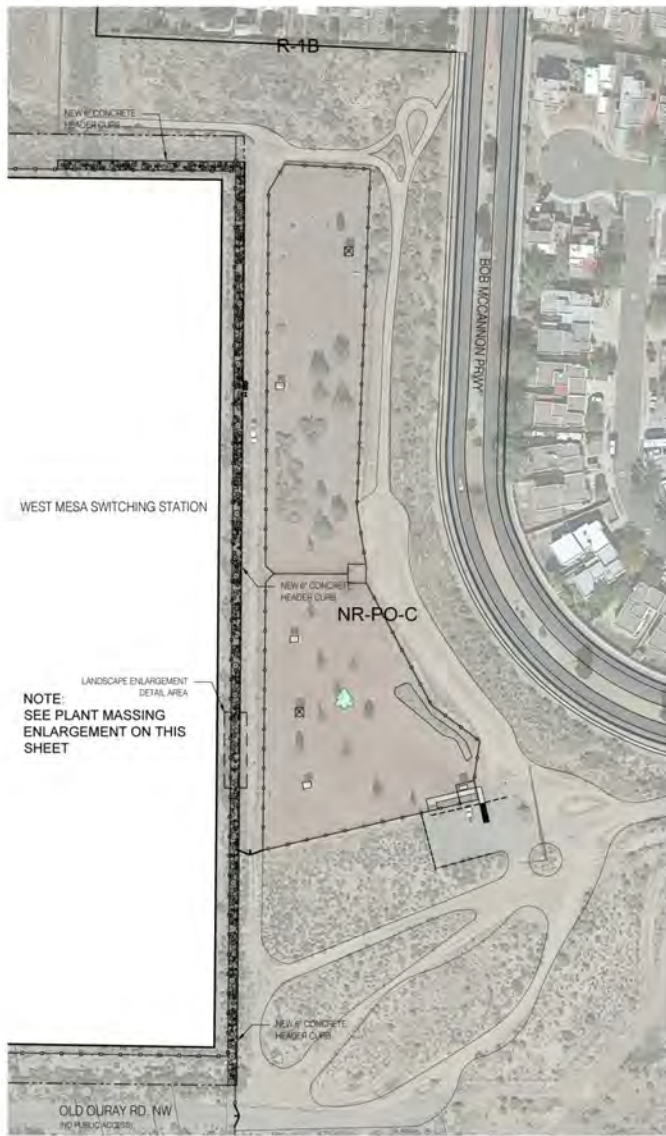 R-1B
NEW 6" CONCRETE
HEADER CURB
BOB MCCANNON PKWY
WEST MESA SWITCHING STATION
NEW 6" CONCRETE
HEADER CURB
NR-PO-C
LANDSCAPE ENLARGEMENT
DETAIL AREA
NOTE:
SEE PLANT MASSING
ENLARGEMENT ON THIS
SHEET
NEW 6" CONCRETE
HEADER CURB
OLD OURAY RD. NW
(NO PUBLIC ACCESS)